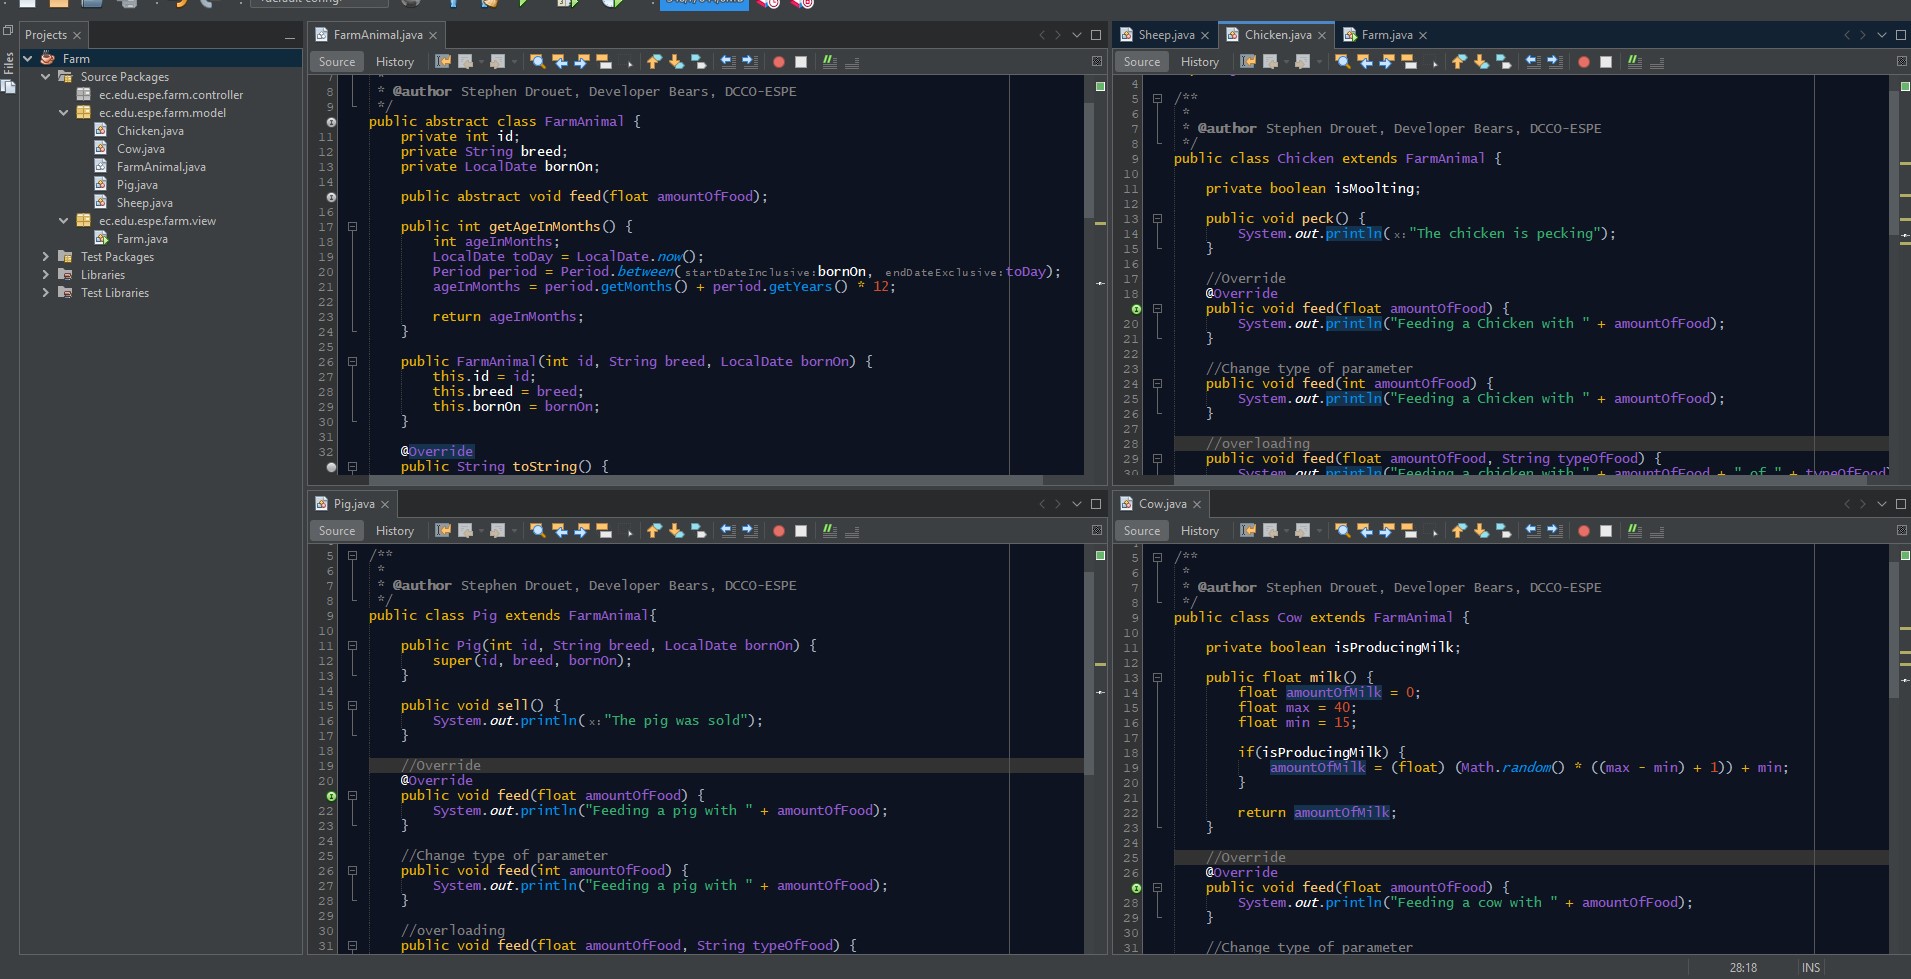 Projects
Files
Farm
Source Packages
ec.edu.espe.farm.controller
ec.edu.espe.farm.model
Chicken.java
Cow.java
FarmAnimal.java
Pig.java
Sheep.java
ec.edu.espe.farm.view
Farm.java
Test Packages
Libraries
Test Libraries
FarmAnimal.java
Source History
7 *
8 * @author Stephen Drouet, Developer Bears, DCCO-ESPE
9 */
public abstract class FarmAnimal {
11 private int id;
12 private String breed;
13 private LocalDate bornOn;
14
public abstract void feed(float amountOfFood);
16
17 public int getAgeInMonths() {
18 int ageInMonths;
19 LocalDate toDay = LocalDate.now();
20 Period period = Period.between(startDateInclusive:bornOn, endDateExclusive:toDay);
21 ageInMonths = period.getMonths() + period.getYears() * 12;
22
23 return ageInMonths;
24 }
25
26 public FarmAnimal(int id, String breed, LocalDate bornOn) {
27 this.id = id;
28 this.breed = breed;
29 this.bornOn = bornOn;
30 }
31
32 @Override
public String toString() {
Sheep.java Chicken.java Farm.java
Source History
4
5 /**
6 *
7 * @author Stephen Drouet, Developer Bears, DCCO-ESPE
8 */
9 public class Chicken extends FarmAnimal {
10
11 private boolean isMoolting;
12
13 public void peck() {
14 System.out.println(x:"The chicken is pecking");
15 }
16
17 //Override
18 @Override
public void feed(float amountOfFood) {
20 System.out.println("Feeding a Chicken with " + amountOfFood);
21 }
22
23 //Change type of parameter
24 public void feed(int amountOfFood) {
25 System.out.println("Feeding a Chicken with " + amountOfFood);
26 }
27
28 //overloading
29 public void feed(float amountOfFood, String typeOfFood) {
30 System.out.println("Feeding a chicken with " + amountOfFood + " of " + typeOfFood)
Pig.java
Source History
5 /**
6 *
7 * @author Stephen Drouet, Developer Bears, DCCO-ESPE
8 */
9 public class Pig extends FarmAnimal{
10
11 public Pig(int id, String breed, LocalDate bornOn) {
12 super(id, breed, bornOn);
13 }
14
15 public void sell() {
16 System.out.println(x:"The pig was sold");
17 }
18
19 //Override
20 @Override
public void feed(float amountOfFood) {
22 System.out.println("Feeding a pig with " + amountOfFood);
23 }
24
25 //Change type of parameter
26 public void feed(int amountOfFood) {
27 System.out.println("Feeding a pig with " + amountOfFood);
28 }
29
30 //overloading
31 public void feed(float amountOfFood, String typeOfFood) {
Cow.java
Source History
5 /**
6 *
7 * @author Stephen Drouet, Developer Bears, DCCO-ESPE
8 */
9 public class Cow extends FarmAnimal {
10
11 private boolean isProducingMilk;
12
13 public float milk() {
14 float amountOfMilk = 0;
15 float max = 40;
16 float min = 15;
17
18 if(isProducingMilk) {
19 amountOfMilk = (float) (Math.random() * ((max - min) + 1)) + min;
20 }
21
22 return amountOfMilk;
23 }
24
25 //Override
26 @Override
public void feed(float amountOfFood) {
28 System.out.println("Feeding a cow with " + amountOfFood);
29 }
30
31 //Change type of parameter
28:18 INS